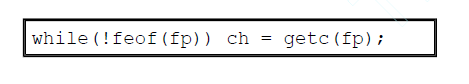 while(!feof(fp)) ch = getc(fp);